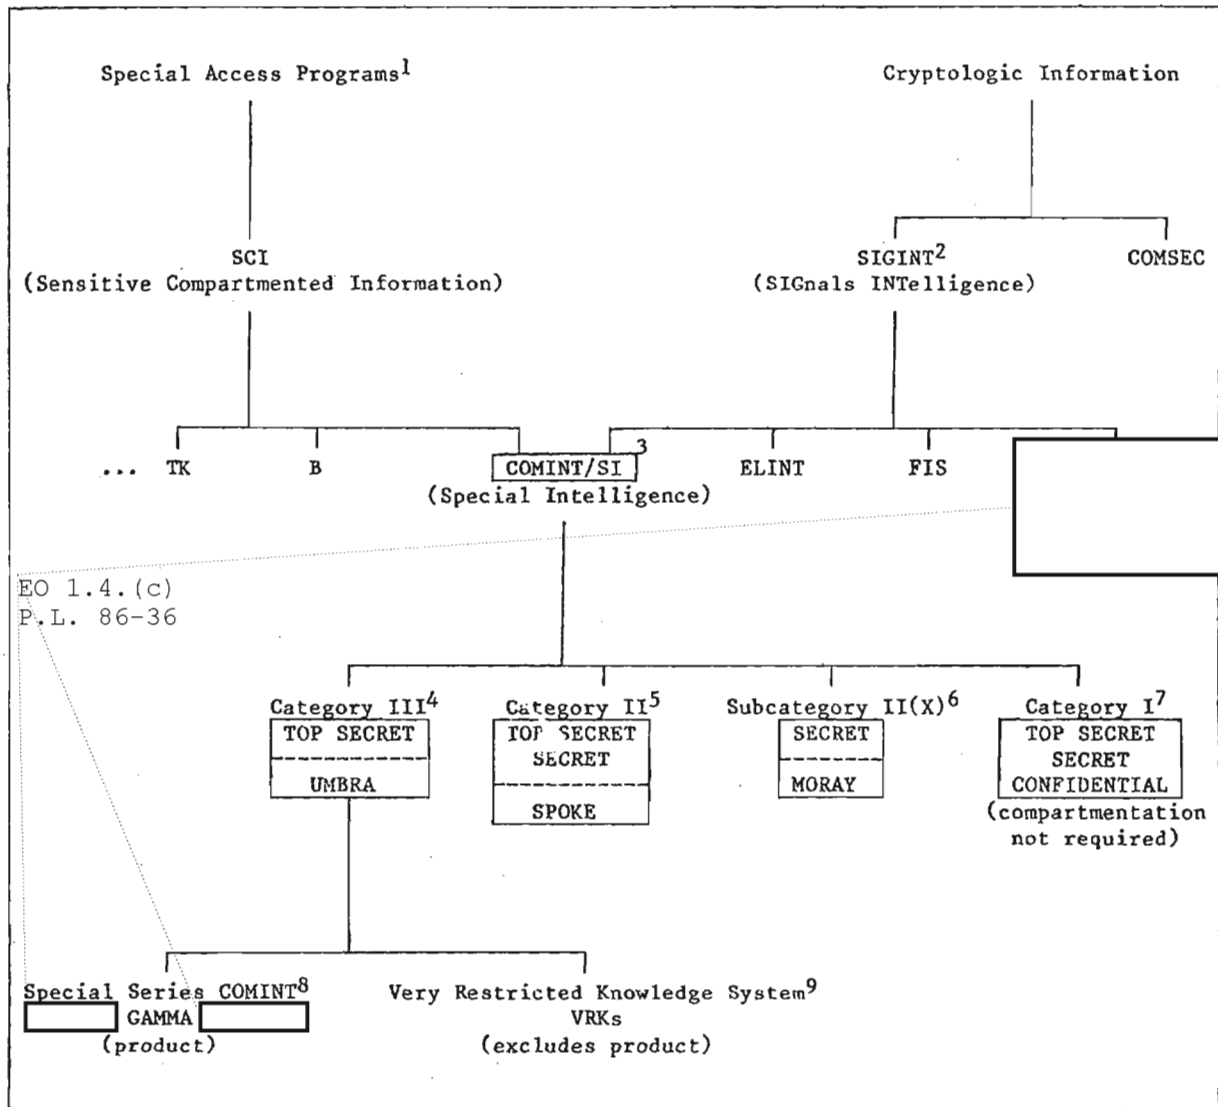 Special Access Programs1
Cryptologic Information
SCI
(Sensitive Compartmented Information)
SIGINT2
(SIGnals INTelligence)
COMSEC
... TK
B
COMINT/SI3
(Special Intelligence)
ELINT
FIS
EO 1.4.(c)
P.L. 86-36
Category III4
TOP SECRET
UMBRA
Category II5
TOP SECRET
SECRET
SPOKE
Subcategory II(X)6
SECRET
MORAY
Category I7
TOP SECRET
SECRET
CONFIDENTIAL
(compartmentation
not required)
Special Series COMINT8
GAMMA
(product)
Very Restricted Knowledge System9
VRKs
(excludes product)